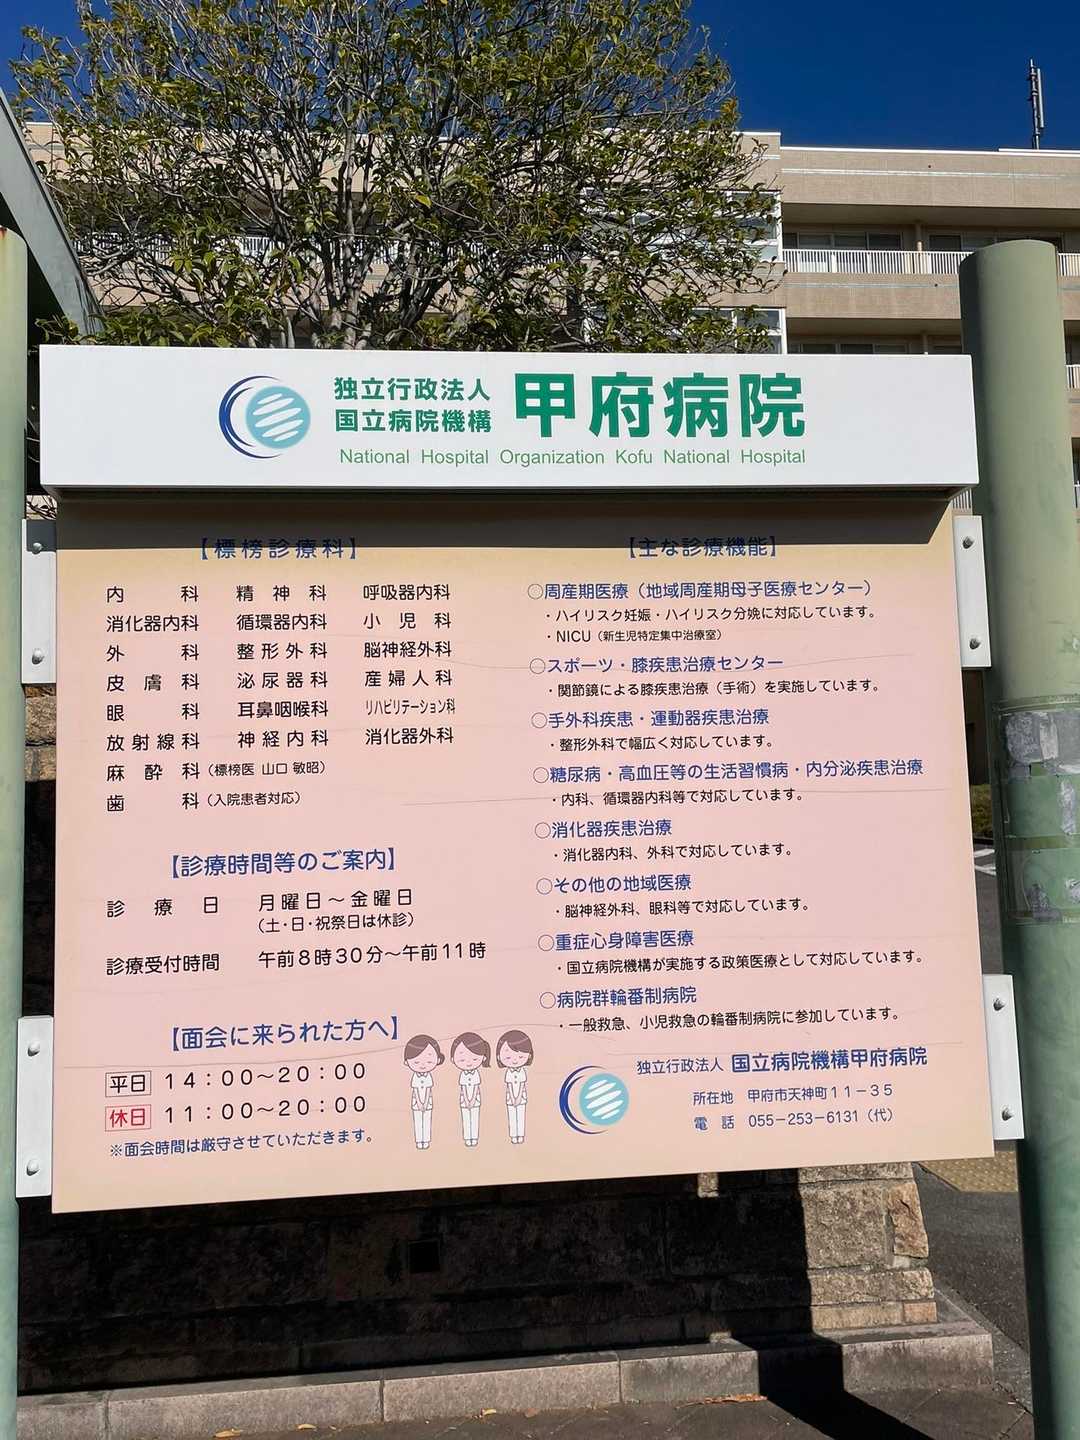 独立行政法人
国立病院機構 甲府病院
National Hospital Organization Kofu National Hospital
【標榜診療科】
内科 精神科 呼吸器内科
消化器内科 循環器内科 小児科
外科 整形外科 脳神経外科
皮膚科 泌尿器科 産婦人科
眼科 耳鼻咽喉科 リハビリテーション科
放射線科 神経内科 消化器外科
麻酔科(標榜医 山口 敏昭)
歯科(入院患者対応)
【診療時間等のご案内】
診療日 月曜日～金曜日
(土・日・祝祭日は休診)
診療受付時間 午前8時30分～午前11時
【面会に来られた方へ】
平日 14：00～20：00
休日 11：00～20：00
※面会時間は厳守させていただきます。
【主な診療機能】
○周産期医療（地域周産期母子医療センター）
・ハイリスク妊娠・ハイリスク分娩に対応しています。
・NICU（新生児特定集中治療室）
○スポーツ・膝疾患治療センター
・関節鏡による膝疾患治療（手術）を実施しています。
○手外科疾患・運動器疾患治療
・整形外科で幅広く対応しています。
○糖尿病・高血圧等の生活習慣病・内分泌疾患治療
・内科、循環器内科等で対応しています。
○消化器疾患治療
・消化器内科、外科で対応しています。
○その他の地域医療
・脳神経外科、眼科等で対応しています。
○重症心身障害医療
・国立病院機構が実施する政策医療として対応しています。
○病院群輪番制病院
・一般救急、小児救急の輪番制病院に参加しています。
独立行政法人 国立病院機構甲府病院
所在地 甲府市天神町11－35
電話 055－253－6131（代）